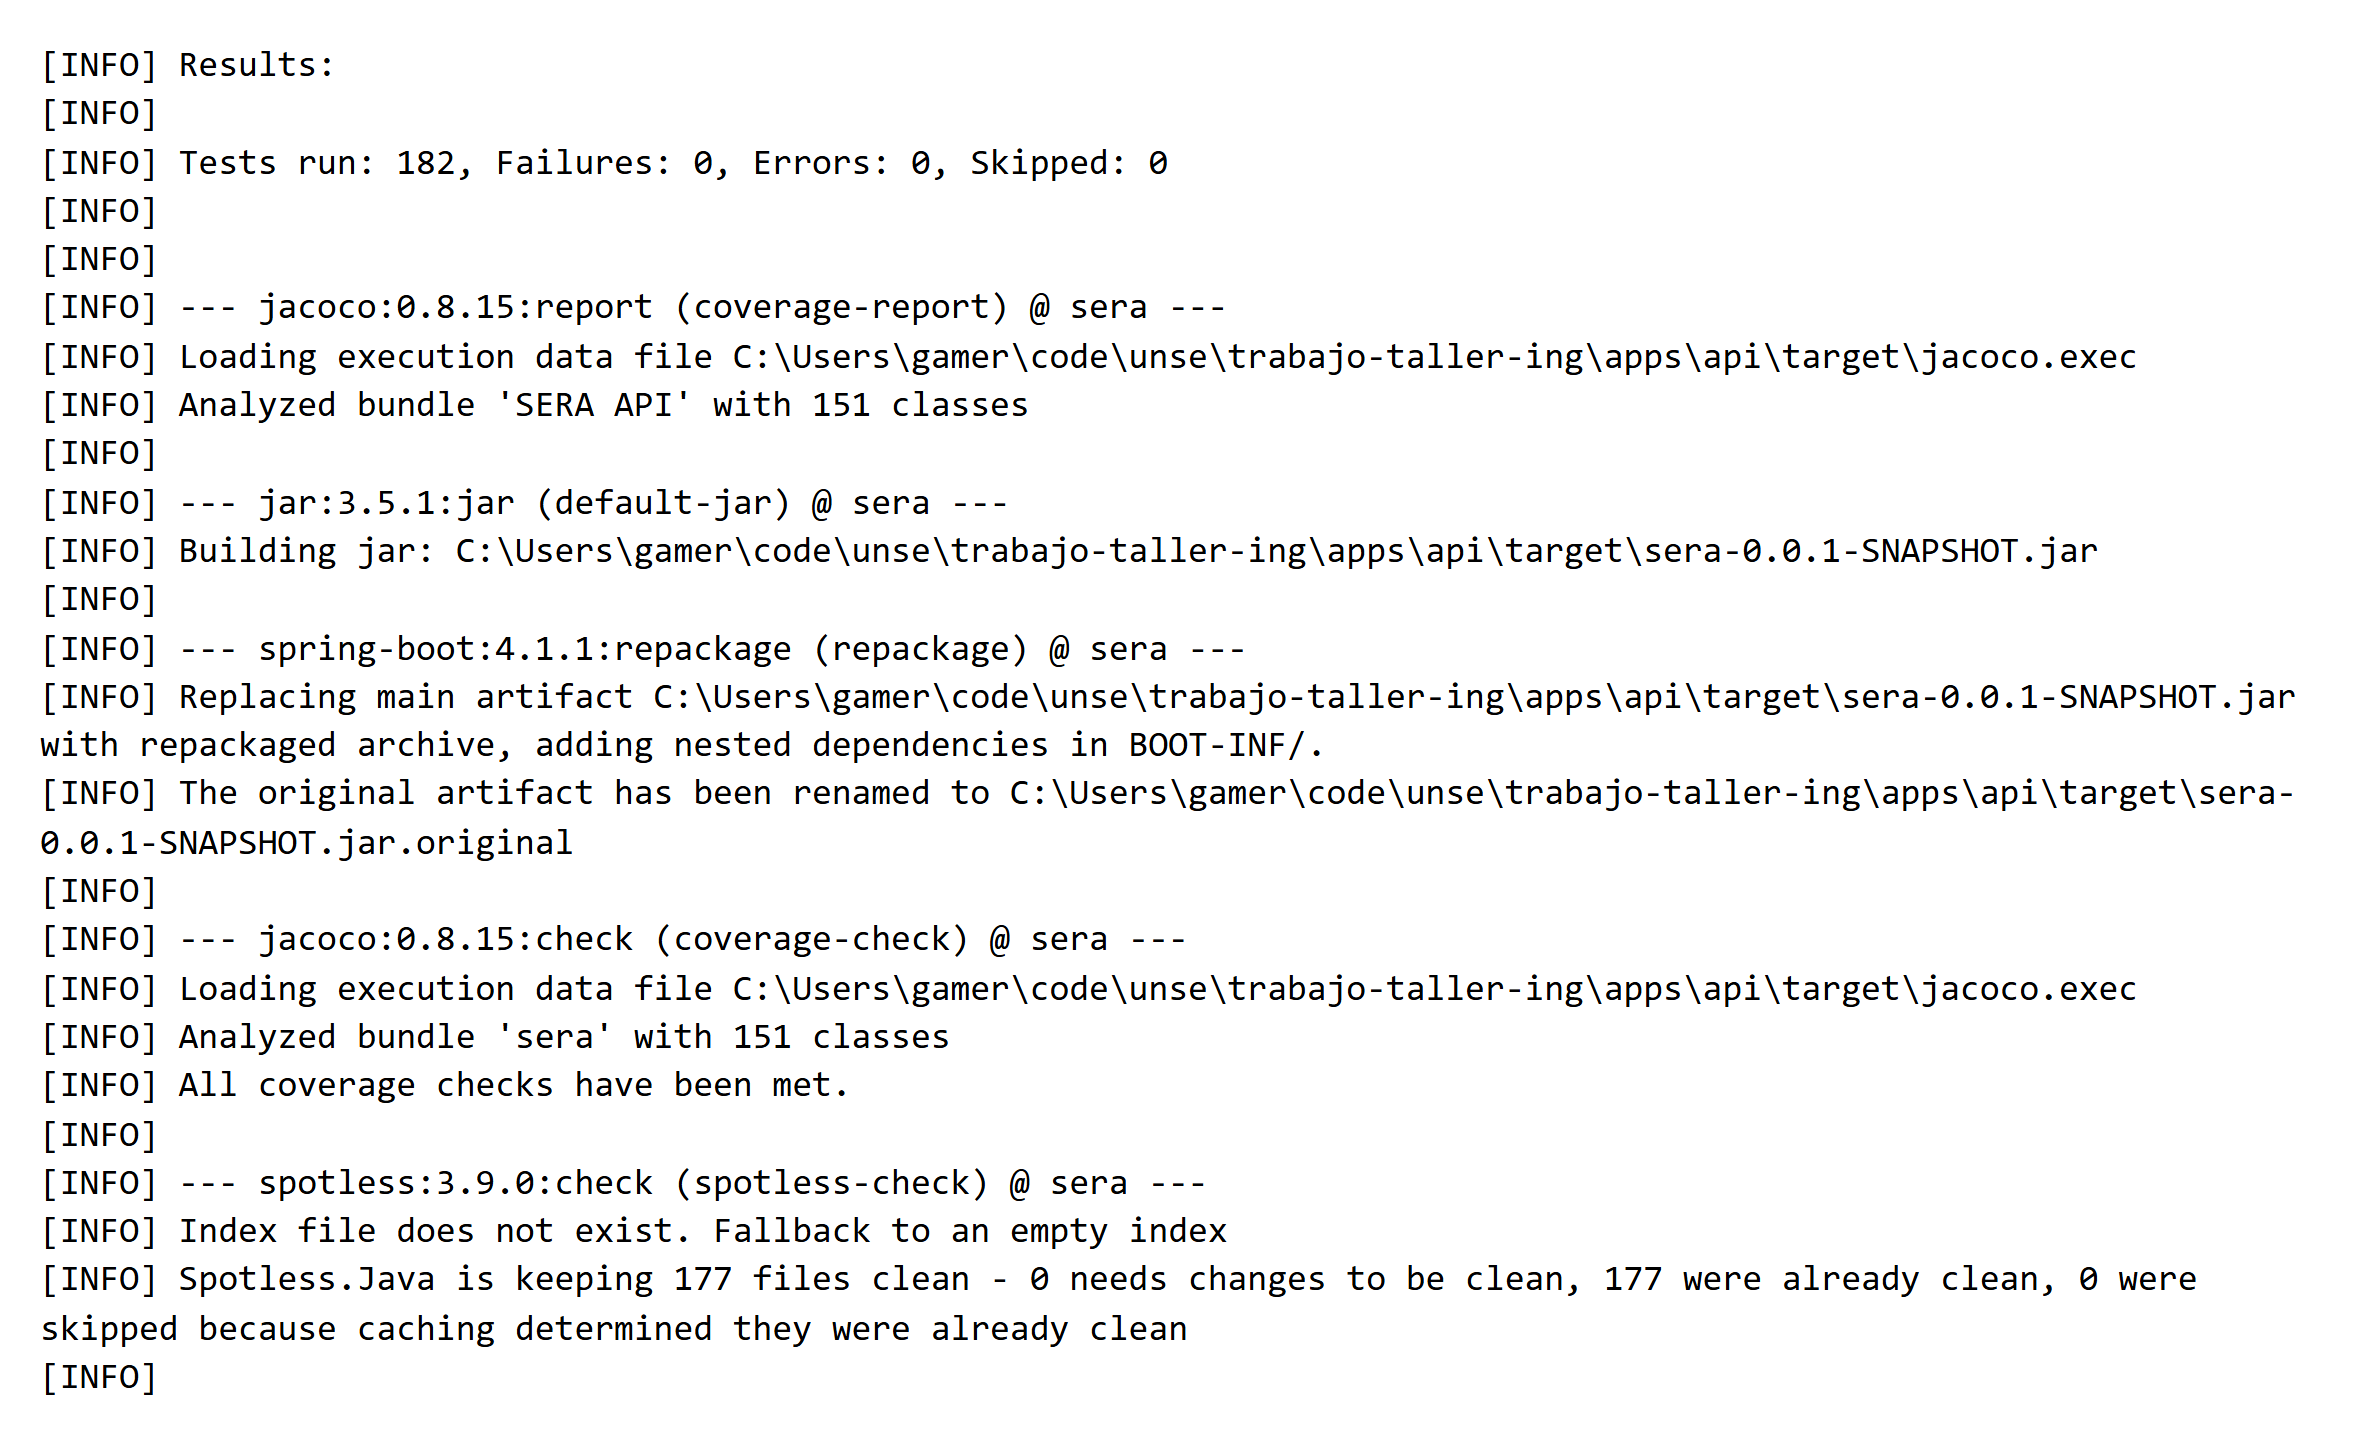 [INFO] Results:
[INFO]
[INFO] Tests run: 182, Failures: 0, Errors: 0, Skipped: 0
[INFO]
[INFO]
[INFO] --- jacoco:0.8.15:report (coverage-report) @ sera ---
[INFO] Loading execution data file C:\Users\gamer\code\unse\trabajo-taller-ing\apps\api\target\jacoco.exec
[INFO] Analyzed bundle 'SERA API' with 151 classes
[INFO]
[INFO] --- jar:3.5.1:jar (default-jar) @ sera ---
[INFO] Building jar: C:\Users\gamer\code\unse\trabajo-taller-ing\apps\api\target\sera-0.0.1-SNAPSHOT.jar
[INFO]
[INFO] --- spring-boot:4.1.1:repackage (repackage) @ sera ---
[INFO] Replacing main artifact C:\Users\gamer\code\unse\trabajo-taller-ing\apps\api\target\sera-0.0.1-SNAPSHOT.jar
with repackaged archive, adding nested dependencies in BOOT-INF/.
[INFO] The original artifact has been renamed to C:\Users\gamer\code\unse\trabajo-taller-ing\apps\api\target\sera-
0.0.1-SNAPSHOT.jar.original
[INFO]
[INFO] --- jacoco:0.8.15:check (coverage-check) @ sera ---
[INFO] Loading execution data file C:\Users\gamer\code\unse\trabajo-taller-ing\apps\api\target\jacoco.exec
[INFO] Analyzed bundle 'sera' with 151 classes
[INFO] All coverage checks have been met.
[INFO]
[INFO] --- spotless:3.9.0:check (spotless-check) @ sera ---
[INFO] Index file does not exist. Fallback to an empty index
[INFO] Spotless.Java is keeping 177 files clean - 0 needs changes to be clean, 177 were already clean, 0 were
skipped because caching determined they were already clean
[INFO]